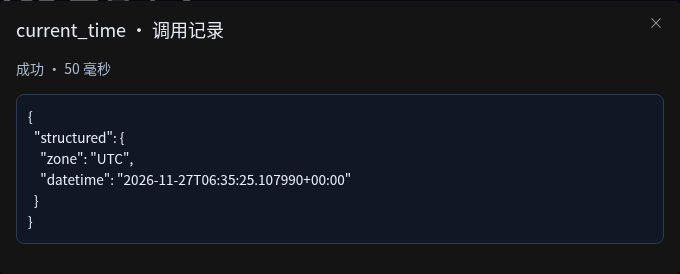 current_time · 调用记录
成功 · 50 毫秒
{
  "structured": {
    "zone": "UTC",
    "datetime": "2026-11-27T06:35:25.107990+00:00"
  }
}